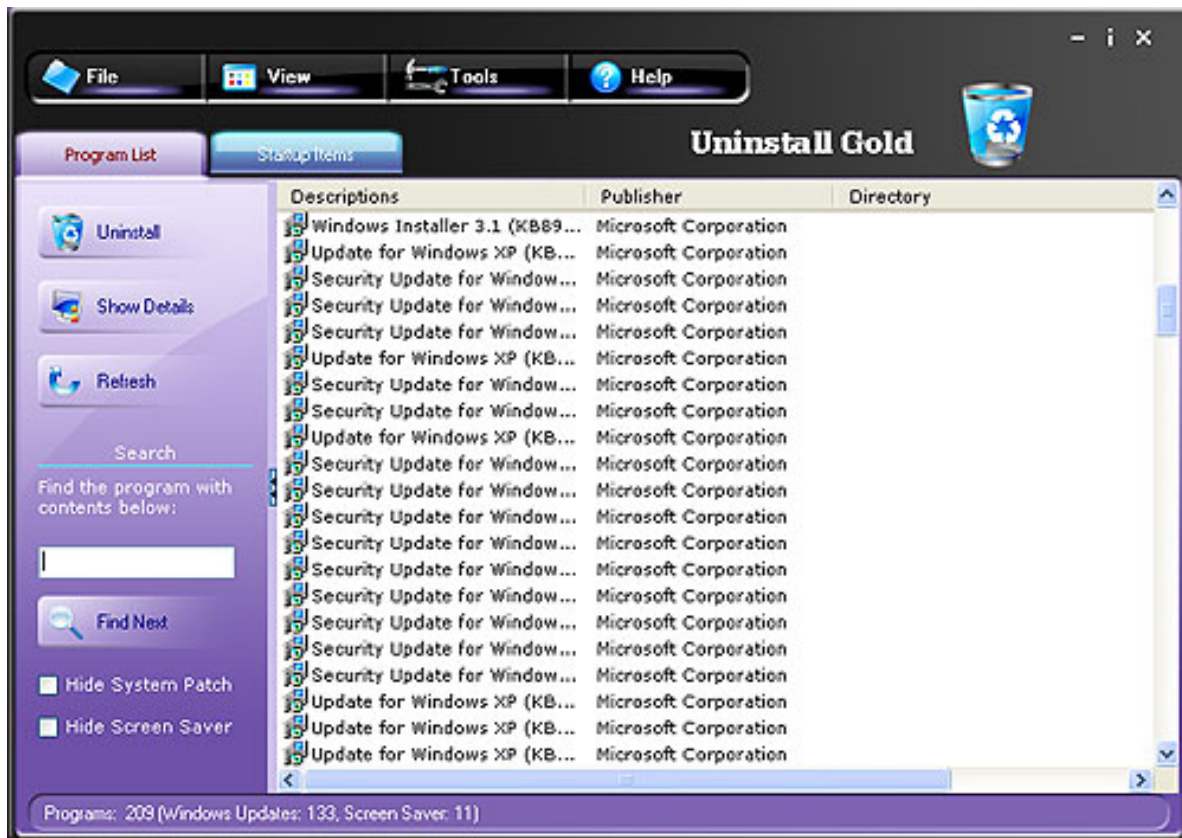 File View Tools Help
Uninstall Gold
Program List Startup Items
Uninstall
Show Details
Refresh
Search
Find the program with
contents below:
Find Next
Hide System Patch
Hide Screen Saver
Descriptions Publisher Directory
Windows Installer 3.1 (KB89... Microsoft Corporation
Update for Windows XP (KB... Microsoft Corporation
Security Update for Window... Microsoft Corporation
Security Update for Window... Microsoft Corporation
Security Update for Window... Microsoft Corporation
Update for Windows XP (KB... Microsoft Corporation
Security Update for Window... Microsoft Corporation
Security Update for Window... Microsoft Corporation
Update for Windows XP (KB... Microsoft Corporation
Security Update for Window... Microsoft Corporation
Security Update for Window... Microsoft Corporation
Security Update for Window... Microsoft Corporation
Security Update for Window... Microsoft Corporation
Security Update for Window... Microsoft Corporation
Security Update for Window... Microsoft Corporation
Security Update for Window... Microsoft Corporation
Security Update for Window... Microsoft Corporation
Security Update for Window... Microsoft Corporation
Update for Windows XP (KB... Microsoft Corporation
Update for Windows XP (KB... Microsoft Corporation
Update for Windows XP (KB... Microsoft Corporation
Programs: 209 (Windows Updates: 133, Screen Saver: 11)